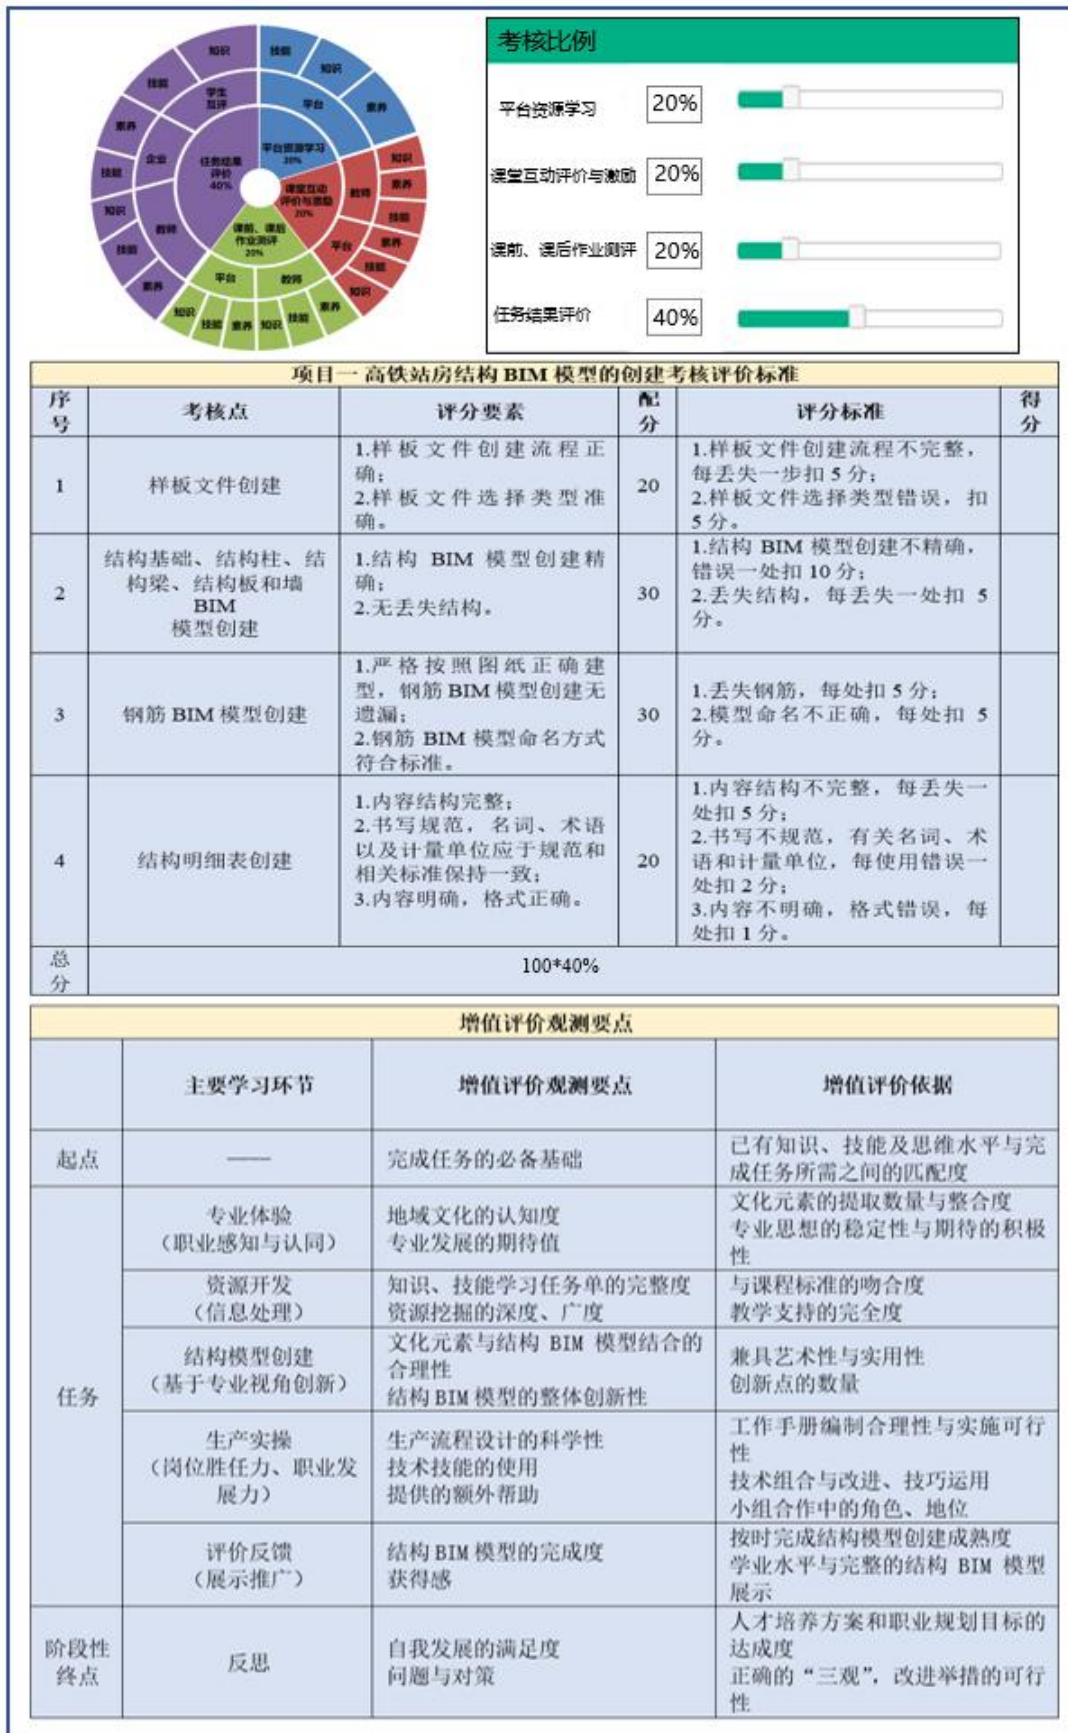 知识
技能
素养
学生
互评
企业
技能
知识
教师
技能
素养
任务结果
评价
40%
技能
知识
素养
平台
平台资源学习
20%
课堂互动
评价与激励
20%
教师
知识
素养
技能
平台
素养
技能
知识
课前、课后
作业测评
20%
平台
教师
知识
技能
素养
知识
技能
素养
考核比例
平台资源学习 20%
课堂互动评价与激励 20%
课前、课后作业测评 20%
任务结果评价 40%
项目一 高铁站房结构 BIM 模型的创建考核评价标准
序号 考核点 评分要素 配分 评分标准 得分
1 样板文件创建
1.样板文件创建流程正
确;
2.样板文件选择类型准
确。
20
1.样板文件创建流程不完整,
每丢失一步扣 5 分;
2.样板文件选择类型错误,扣
5 分。
2
结构基础、结构柱、结
构梁、结构板和墙
BIM
模型创建
1.结构 BIM 模型创建精
确;
2.无丢失结构。
30
1.结构 BIM 模型创建不精确,
错误一处扣 10 分;
2.丢失结构,每丢失一处扣 5
分。
3 钢筋 BIM 模型创建
1.严格按照图纸正确建
型,钢筋 BIM 模型创建无
遗漏;
2.钢筋 BIM 模型命名方式
符合标准。
30
1.丢失钢筋,每处扣 5 分;
2.模型命名不正确,每处扣 5
分。
4 结构明细表创建
1.内容结构完整;
2.书写规范,名词、术语
以及计量单位应于规范和
相关标准保持一致;
3.内容明确,格式正确。
20
1.内容结构不完整,每丢失一
处扣 5 分;
2.书写不规范,有关名词、术
语和计量单位,每使用错误一
处扣 2 分;
3.内容不明确,格式错误,每
处扣 1 分。
总分 100*40%
增值评价观测要点
主要学习环节 增值评价观测要点 增值评价依据
起点 —— 完成任务的必备基础
已有知识、技能及思维水平与完
成任务所需之间的匹配度
任务
专业体验
(职业感知与认同)
地域文化的认知度
专业发展的期待值
文化元素的提取数量与整合度
专业思想的稳定性与期待的积极
性
资源开发
(信息处理)
知识、技能学习任务单的完整度
资源挖掘的深度、广度
与课程标准的吻合度
教学支持的完全度
结构模型创建
(基于专业视角创新)
文化元素与结构 BIM 模型结合的
合理性
结构 BIM 模型的整体创新性
兼具艺术性与实用性
创新点的数量
生产实操
(岗位胜任力、职业发
展力)
生产流程设计的科学性
技术技能的使用
提供的额外帮助
工作手册编制合理性与实施可行
性
技术组合与改进、技巧运用
小组合作中的角色、地位
评价反馈
(展示推广)
结构 BIM 模型的完成度
获得感
按时完成结构模型创建成熟度
学业水平与完整的结构 BIM 模型
展示
阶段性
终点
反思
自我发展的满足度
问题与对策
人才培养方案和职业规划目标的
达成度
正确的“三观”,改进举措的可行
性